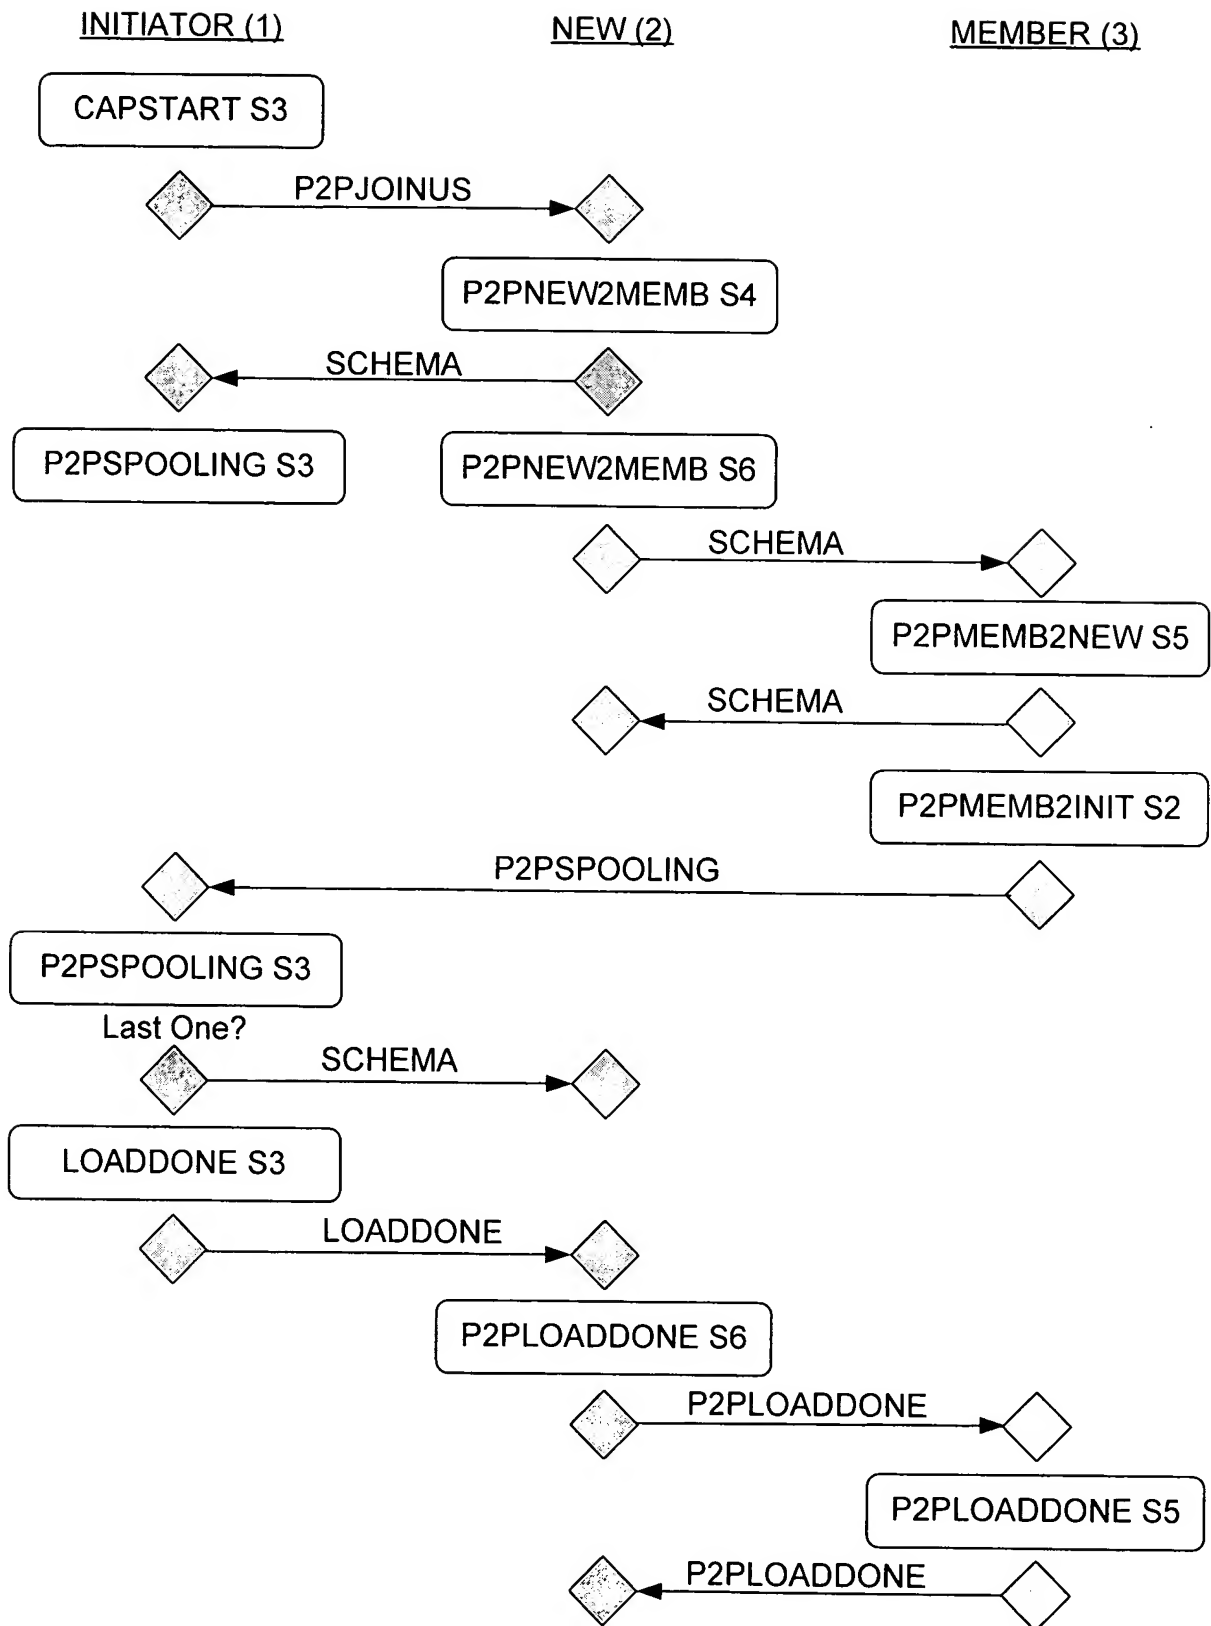 INITIATOR (1)
NEW (2)
MEMBER (3)
CAPSTART S3
P2PJOINUS
P2PNEW2MEMB S4
SCHEMA
P2PSPOOLING S3
P2PNEW2MEMB S6
SCHEMA
P2PMEMB2NEW S5
SCHEMA
P2PMEMB2INIT S2
P2PSPOOLING
P2PSPOOLING S3
Last One?
SCHEMA
LOADDONE S3
LOADDONE
P2PLOADDONE S6
P2PLOADDONE
P2PLOADDONE S5
P2PLOADDONE